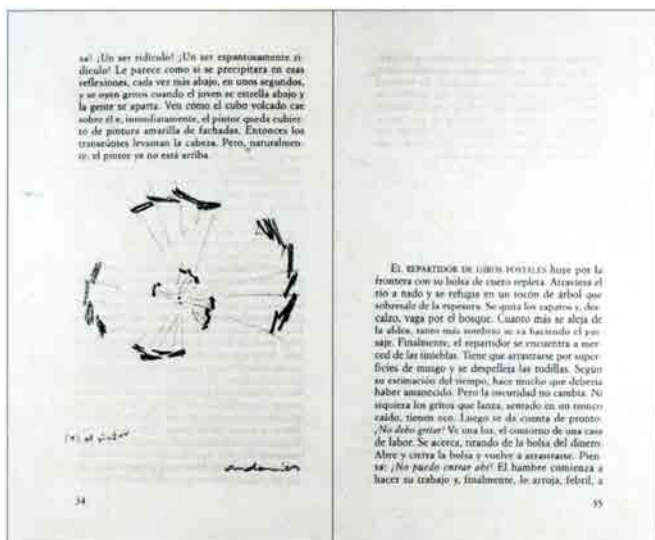 sa! ¡Un ser ridículo! ¡Un ser espantosamente ri-
dículo! Le parece como si se precipitara en esas
reflexiones, cada vez más abajo, en unos segundos,
y se oyen gritos cuando el joven se estrella abajo y
la gente se aparta. Ven cómo el cubo volcado cae
sobre él e, inmediatamente, el pintor queda cubier-
to de pintura amarilla de fachadas. Entonces los
transeúntes levantan la cabeza. Pero, naturalmen-
te, el pintor ya no está arriba.
el pintor
34
EL REPARTIDOR DE GIROS POSTALES huye por la
frontera con su bolsa de cuero repleta. Atraviesa el
río a nado y se refugia en un tocón de árbol que
sobresale de la espesura. Se quita los zapatos y, des-
calzo, vaga por el bosque. Cuanto más se aleja de
la aldea, tanto más sombrío se va haciendo el pai-
saje. Finalmente, el repartidor se encuentra a mer-
ced de las tinieblas. Tiene que arrastrarse por super-
ficies de musgo y se despelleja las rodillas. Según
su estimación del tiempo, hace mucho que debería
haber amanecido. Pero la oscuridad no cambia. Ni
siquiera los gritos que lanza, sentado en un tronco
caído, tienen eco. Luego se da cuenta de pronto:
¡No debo gritar! Ve una luz, el contorno de una casa
de labor. Se acerca, tirando de la bolsa del dinero.
Abre y cierra la bolsa y vuelve a arrastrarse. Pien-
sa: ¡No puedo entrar ahí! El hambre comienza a
hacer su trabajo y, finalmente, lo arroja, febril, a
35